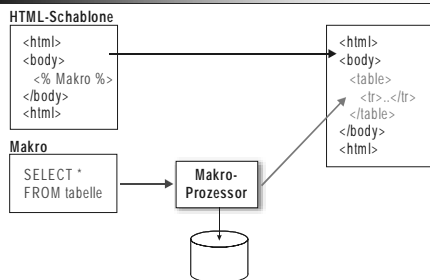 HTML-Schablone
<html>
<body>
<% Makro %>
</body>
<html>
Makro
SELECT *
FROM tabelle
Makro-
Prozessor
<html>
<body>
<table>
<tr>..</tr>
</table>
</body>
<html>